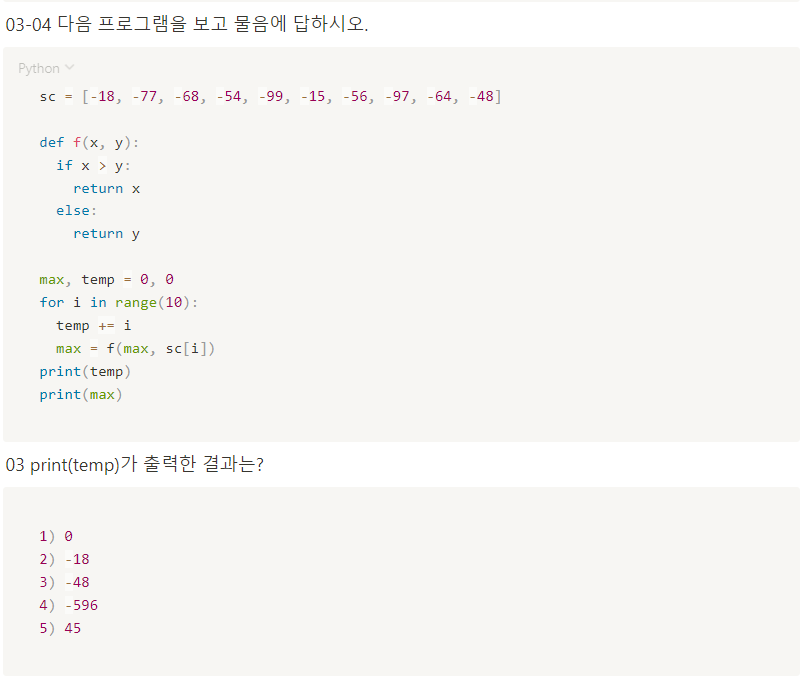 03-04 다음 프로그램을 보고 물음에 답하시오.
Python
sc = [-18, -77, -68, -54, -99, -15, -56, -97, -64, -48]
def f(x, y):
  if x > y:
    return x
  else:
    return y
max, temp = 0, 0
for i in range(10):
  temp += i
  max = f(max, sc[i])
print(temp)
print(max)
03 print(temp)가 출력한 결과는?
1) 0
2) -18
3) -48
4) -596
5) 45